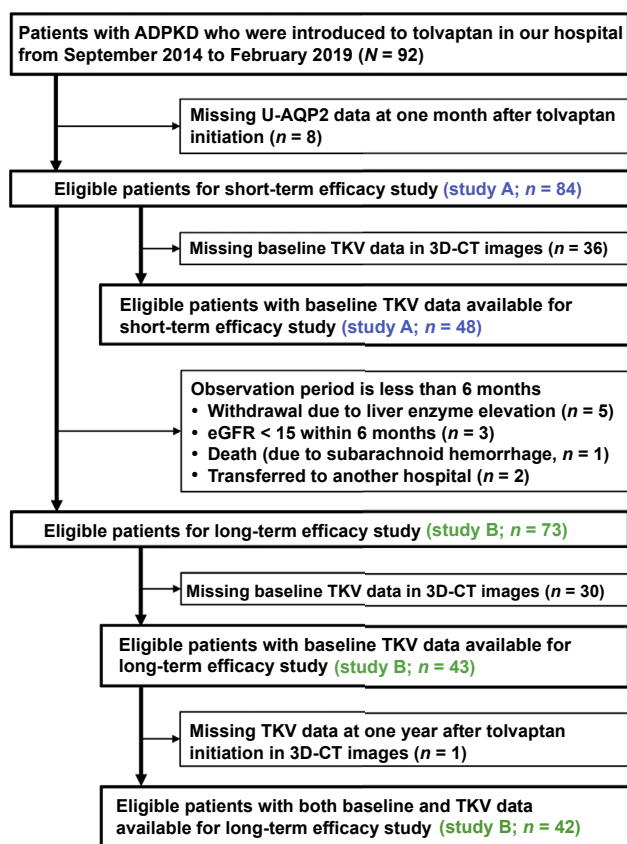 Patients with ADPKD who were introduced to tolvaptan in our hospital
from September 2014 to February 2019 (N = 92)
Missing U-AQP2 data at one month after tolvaptan
initiation (n = 8)
Eligible patients for short-term efficacy study (study A; n = 84)
Missing baseline TKV data in 3D-CT images (n = 36)
Eligible patients with baseline TKV data available for
short-term efficacy study (study A; n = 48)
Observation period is less than 6 months
• Withdrawal due to liver enzyme elevation (n = 5)
• eGFR < 15 within 6 months (n = 3)
• Death (due to subarachnoid hemorrhage, n = 1)
• Transferred to another hospital (n = 2)
Eligible patients for long-term efficacy study (study B; n = 73)
Missing baseline TKV data in 3D-CT images (n = 30)
Eligible patients with baseline TKV data available for
long-term efficacy study (study B; n = 43)
Missing TKV data at one year after tolvaptan
initiation in 3D-CT images (n = 1)
Eligible patients with both baseline and TKV data
available for long-term efficacy study (study B; n = 42)